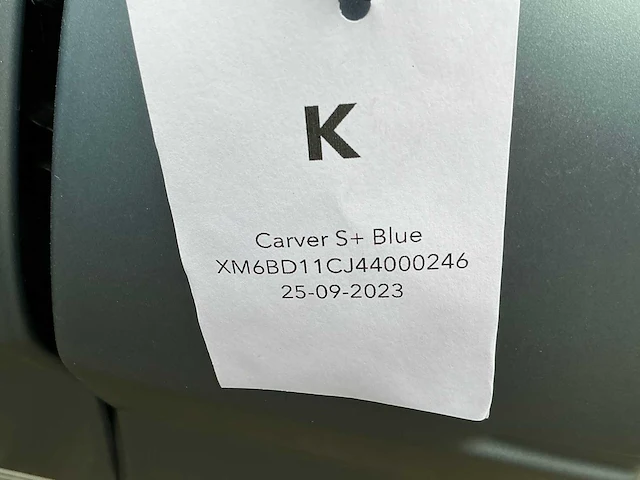 K
Carver S+ Blue
XM6BD11CJ44000246
25-09-2023